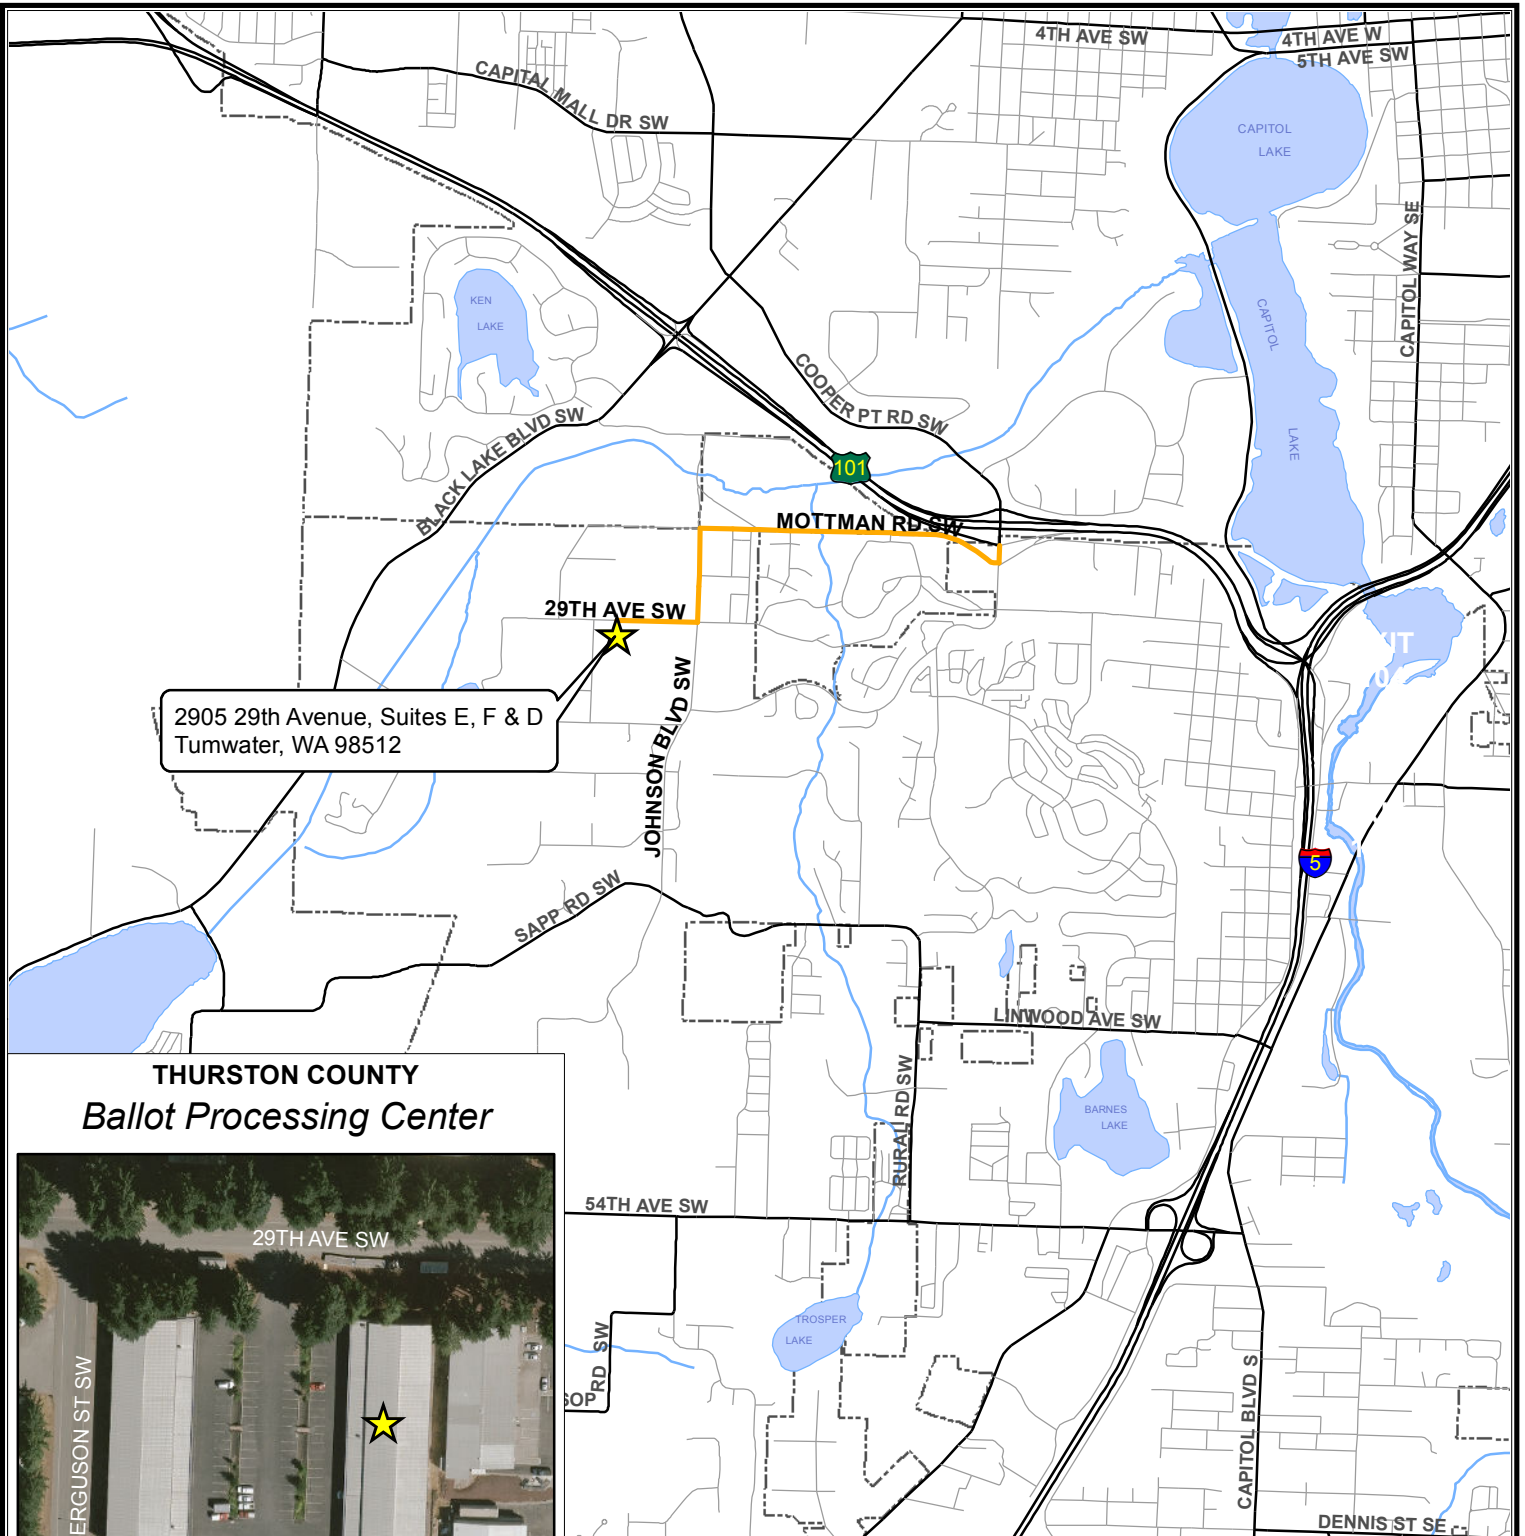 4TH AVE SW
4TH AVE W
5TH AVE SW
CAPITAL MALL DR SW
CAPITOL
LAKE
CAPITOL WAY SE
KEN
LAKE
CAPITOL
LAKE
COOPER PT RD SW
BLACK LAKE BLVD SW
101
MOTTMAN RD SW
29TH AVE SW
2905 29th Avenue, Suites E, F & D
Tumwater, WA 98512
JOHNSON BLVD SW
5
SAPP RD SW
LINWOOD AVE SW
RURAL RD SW
BARNES
LAKE
54TH AVE SW
TROSPER
LAKE
RD SW
CAPITOL BLVD S
DENNIS ST SE
THURSTON COUNTY
Ballot Processing Center
29TH AVE SW
FERGUSON ST SW